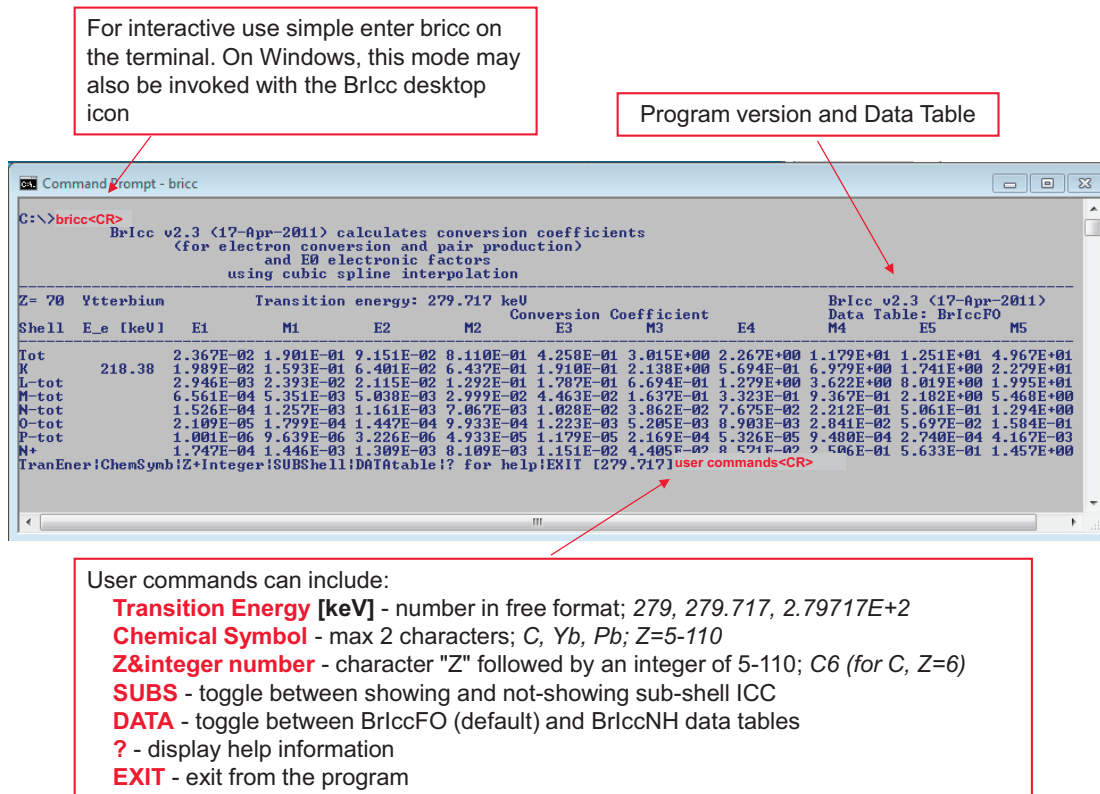 For interactive use simple enter bricc on
the terminal. On Windows, this mode may
also be invoked with the BrIcc desktop
icon
Program version and Data Table
Command Prompt - bricc
C:\>bricc<CR>
BrIcc v2.3 (17-Apr-2011) calculates conversion coefficients
(for electron conversion and pair production)
and E0 electronic factors
using cubic spline interpolation
Z= 70 Ytterbium Transition energy: 279.717 keV BrIcc v2.3 (17-Apr-2011)
Conversion Coefficient Data Table: BrIccFO
Shell E_e [keV] E1 M1 E2 M2 E3 M3 E4 M4 E5 M5
Tot 2.367E-02 1.901E-01 9.151E-02 8.110E-01 4.258E-01 3.015E+00 2.267E+00 1.179E+01 1.251E+01 4.967E+01
K 218.38 1.989E-02 1.593E-01 6.401E-02 6.437E-01 1.910E-01 2.138E+00 5.694E-01 6.979E+00 1.741E+00 2.279E+01
L-tot 2.946E-03 2.393E-02 2.115E-02 1.292E-01 1.787E-01 6.694E-01 1.279E+00 3.622E+00 8.019E+00 1.995E+01
M-tot 6.561E-04 5.351E-03 5.038E-03 2.999E-02 4.463E-02 1.637E-01 3.323E-01 9.367E-01 2.182E+00 5.468E+00
N-tot 1.526E-04 1.257E-03 1.161E-03 7.067E-03 1.028E-02 3.862E-02 7.675E-02 2.212E-01 5.061E-01 1.294E+00
O-tot 2.109E-05 1.799E-04 1.447E-04 9.933E-04 1.223E-03 5.205E-03 8.903E-03 2.841E-02 5.697E-02 1.584E-01
P-tot 1.001E-06 9.639E-06 3.226E-06 4.933E-05 1.179E-05 2.169E-04 5.326E-05 9.480E-04 2.740E-04 4.167E-03
N+ 1.747E-04 1.446E-03 1.309E-03 8.109E-03 1.151E-02 4.405E-02 8.571E-02 2.506E-01 5.633E-01 1.457E+00
TranEner|ChemSymb|Z+Integer|SUBShell|DATAtable|? for help|EXIT [279.717]user commands<CR>
User commands can include:
Transition Energy [keV] - number in free format; 279, 279.717, 2.79717E+2
Chemical Symbol - max 2 characters; C, Yb, Pb; Z=5-110
Z&integer number - character "Z" followed by an integer of 5-110; C6 (for C, Z=6)
SUBS - toggle between showing and not-showing sub-shell ICC
DATA - toggle between BrIccFO (default) and BrIccNH data tables
? - display help information
EXIT - exit from the program